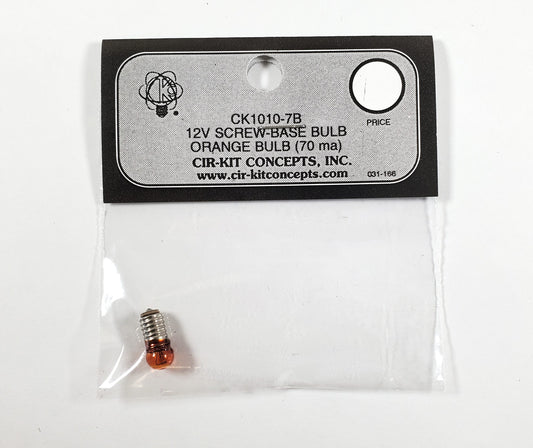 CK1010-7B
12V SCREW-BASE BULB
ORANGE BULB (70 ma)
CIR-KIT CONCEPTS, INC.
www.cir-kitconcepts.com
PRICE
031-166